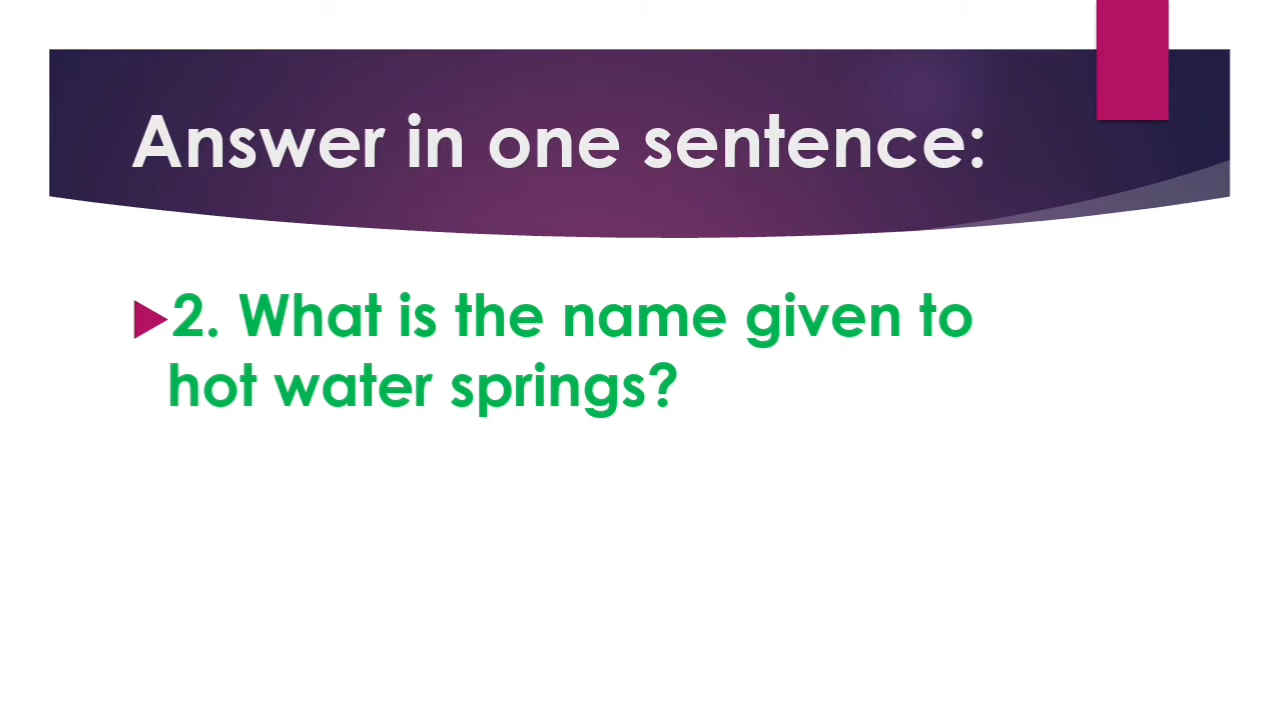 Answer in one sentence:
2. What is the name given to
hot water springs?